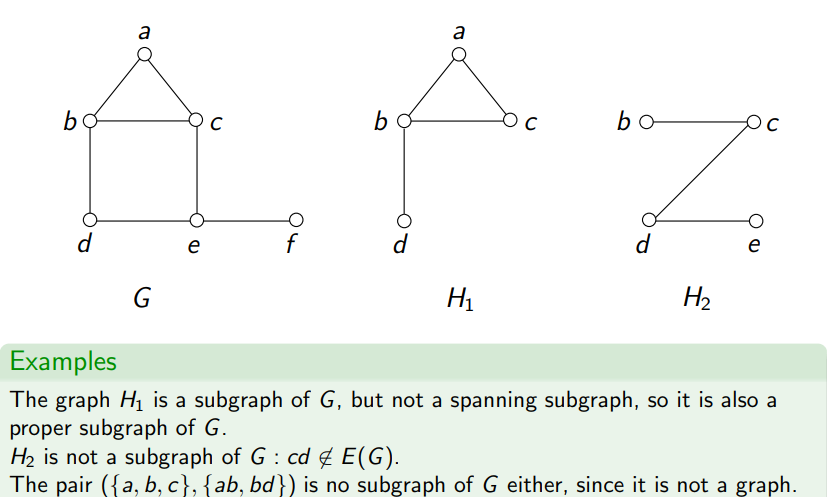 a a
b c b c b c
d e f d d e
G H₁ H₂
Examples
The graph H₁ is a subgraph of G, but not a spanning subgraph, so it is also a
proper subgraph of G.
H₂ is not a subgraph of G : cd ∉ E(G).
The pair ({a, b, c}, {ab, bd}) is no subgraph of G either, since it is not a graph.